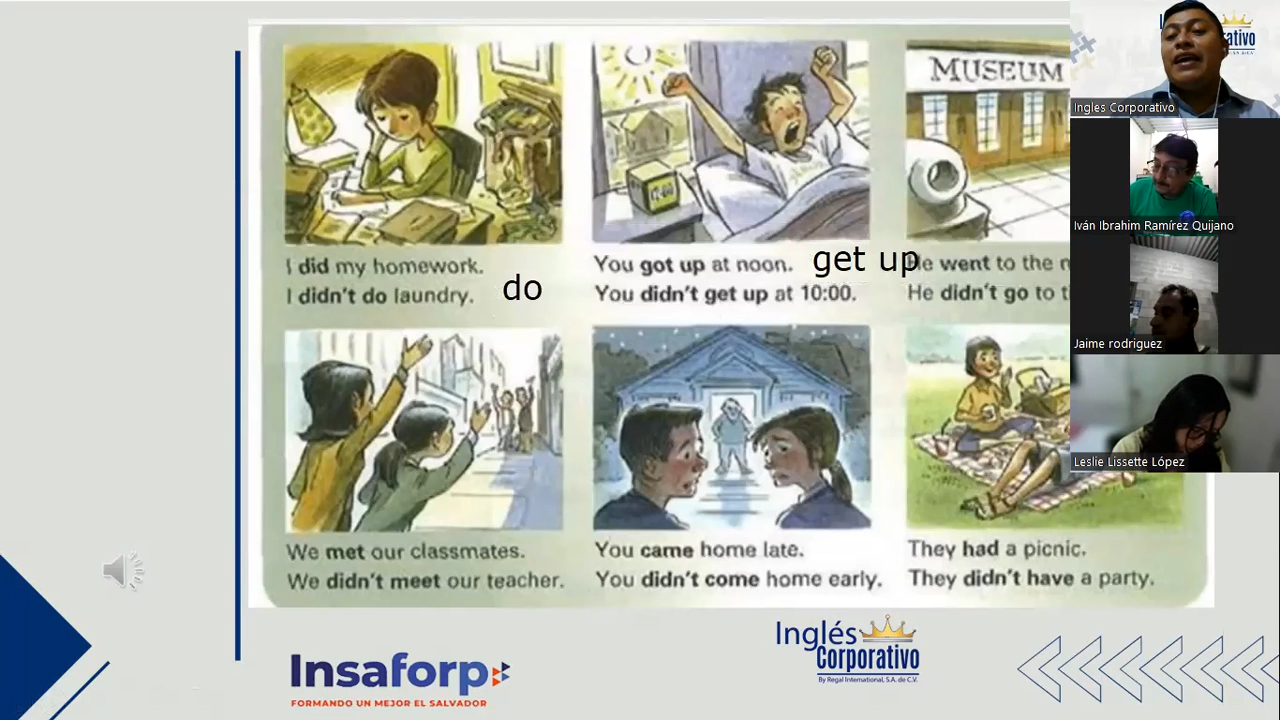 MUSEUM
I did my homework.
I didn't do laundry.
do
You got up at noon.
You didn't get up at 10:00.
get up
He went to the
He didn't go to
We met our classmates.
We didn't meet our teacher.
You came home late.
You didn't come home early.
They had a picnic.
They didn't have a party.
Insaforp
FORMANDO UN MEJOR EL SALVADOR
Inglés
Corporativo
By Regal International, S.A. de C.V.
Ingles Corporativo
Iván Ibrahim Ramírez Quijano
Jaime rodriguez
Leslie Lissette López